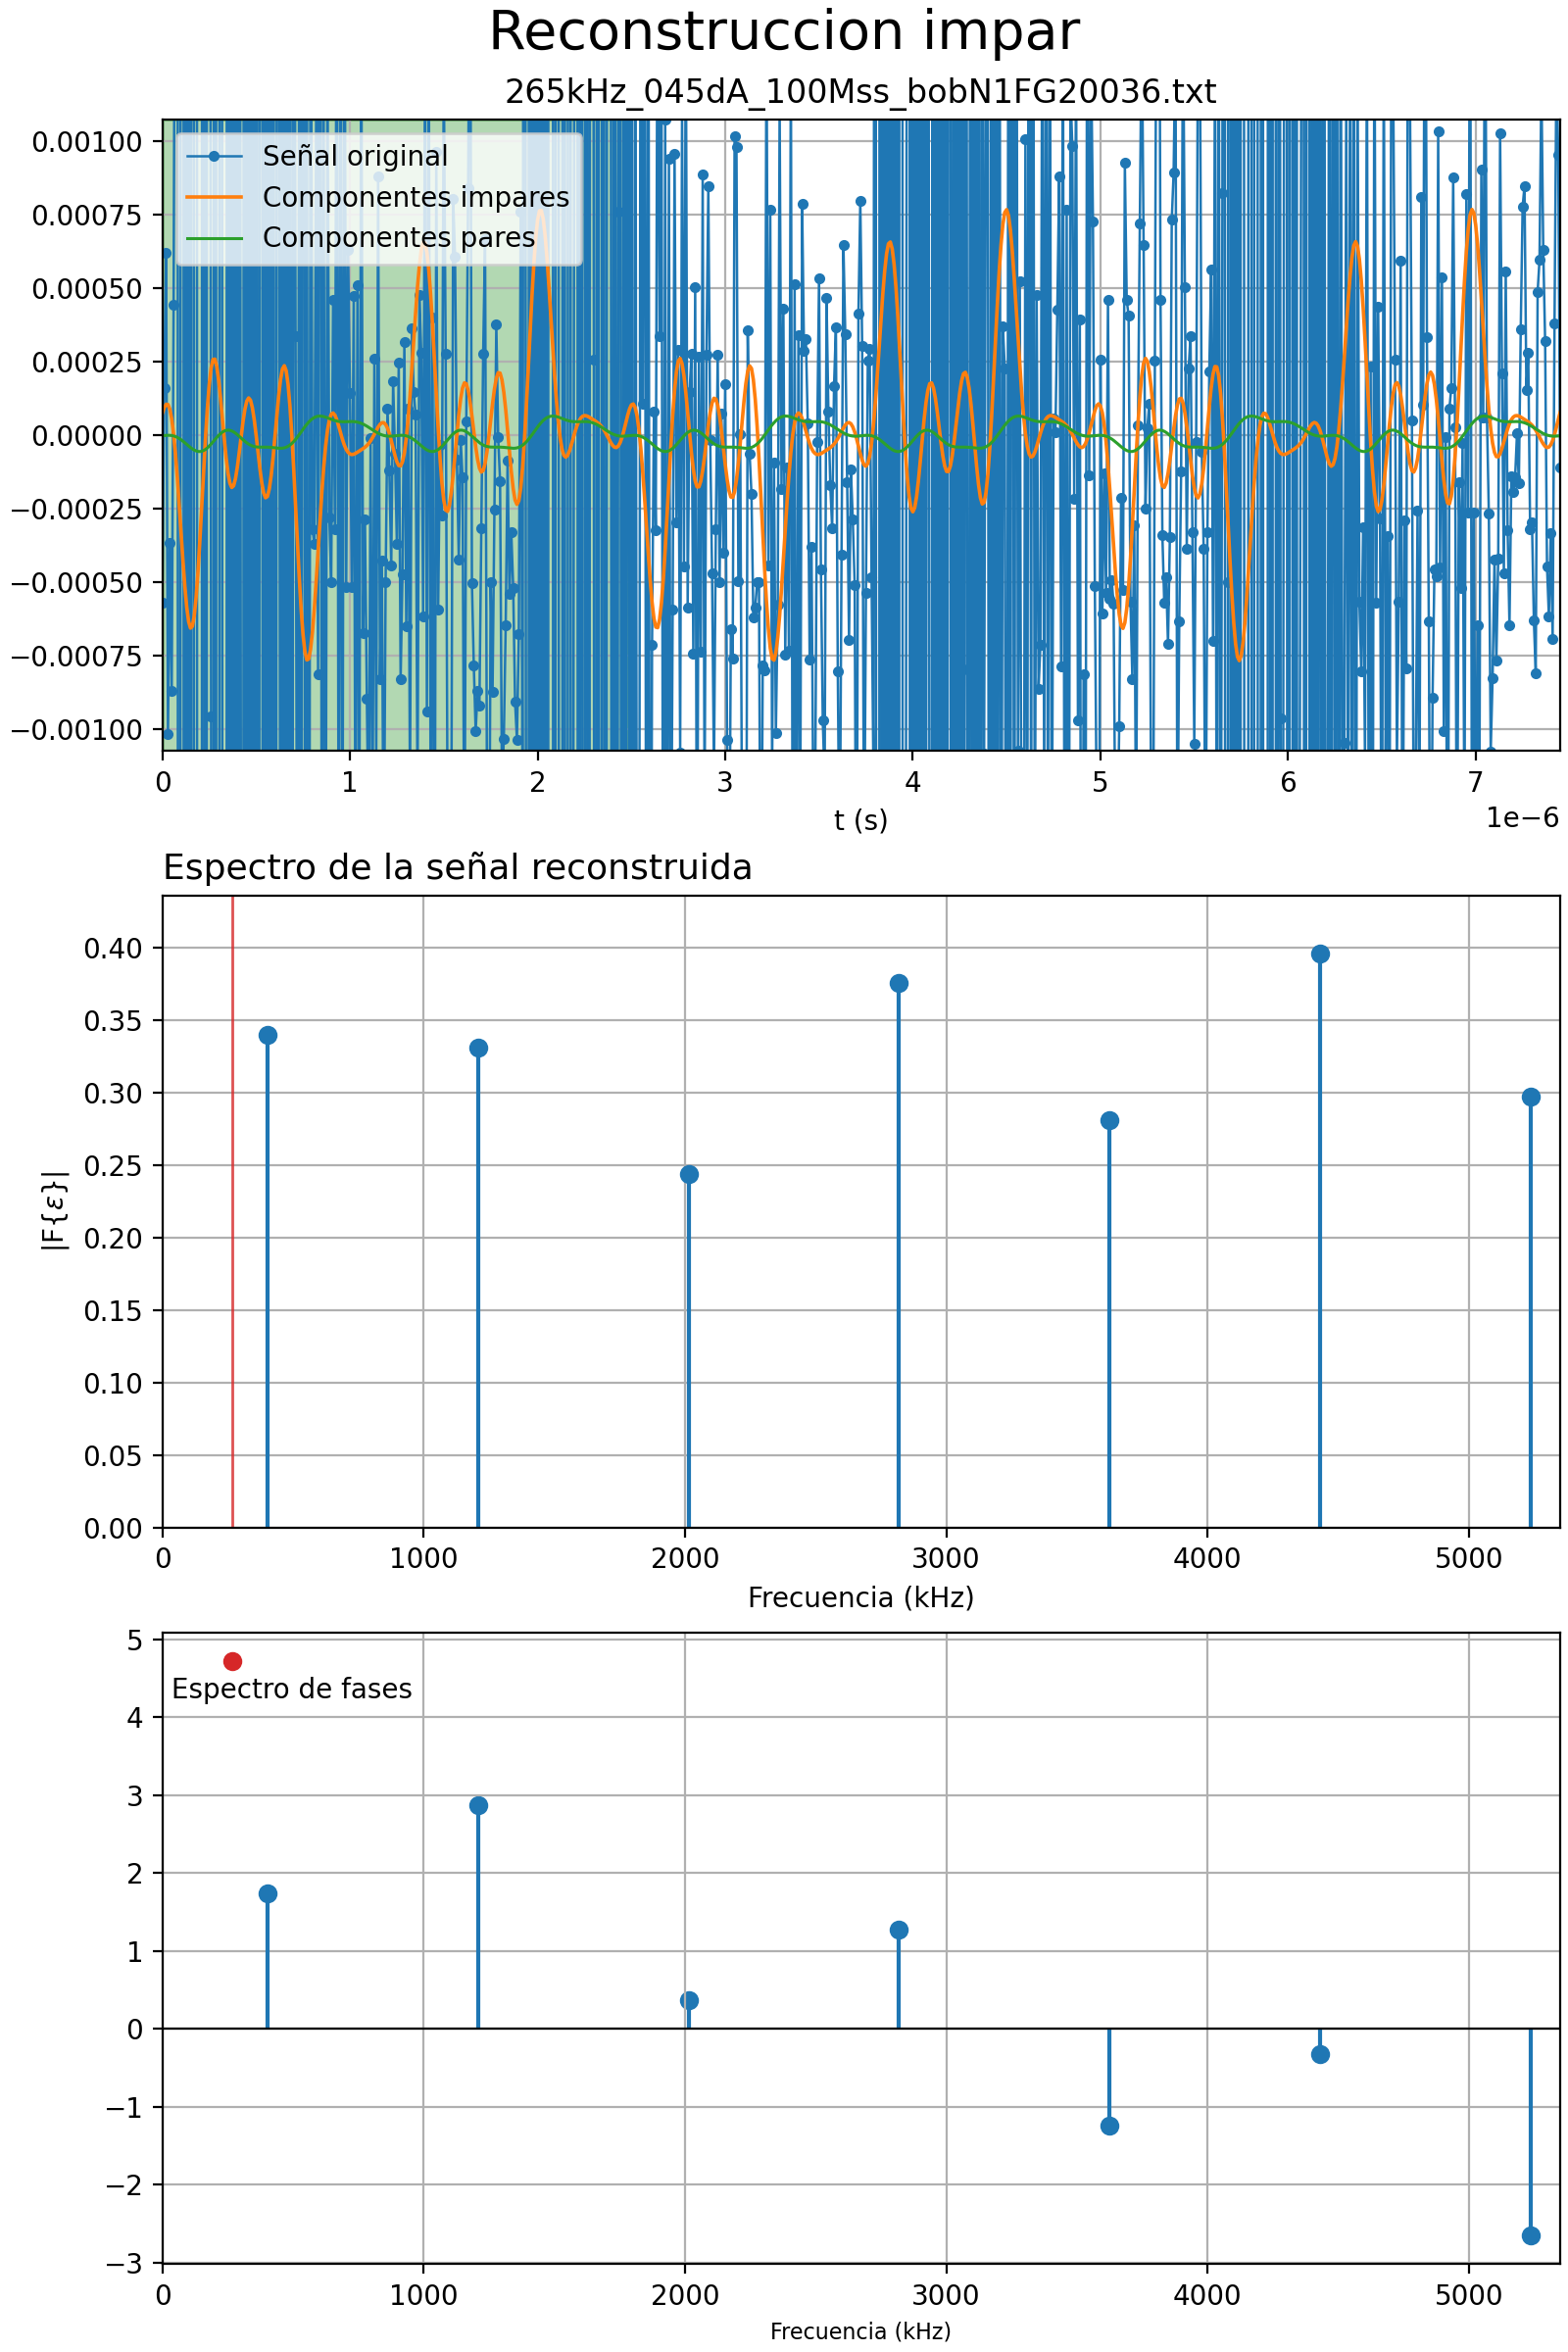 Reconstruccion impar
265kHz_045dA_100Mss_bobN1FG20036.txt
0.00100
0.00075
0.00050
0.00025
0.00000
−0.00025
−0.00050
−0.00075
−0.00100
Señal original
Componentes impares
Componentes pares
0 1 2 3 4 5 6 7
t (s)
1e−6
Espectro de la señal reconstruida
0.40
0.35
0.30
0.25
0.20
0.15
0.10
0.05
0.00
|F{ε}|
0 1000 2000 3000 4000 5000
Frecuencia (kHz)
5
4
3
2
1
0
−1
−2
−3
Espectro de fases
0 1000 2000 3000 4000 5000
Frecuencia (kHz)